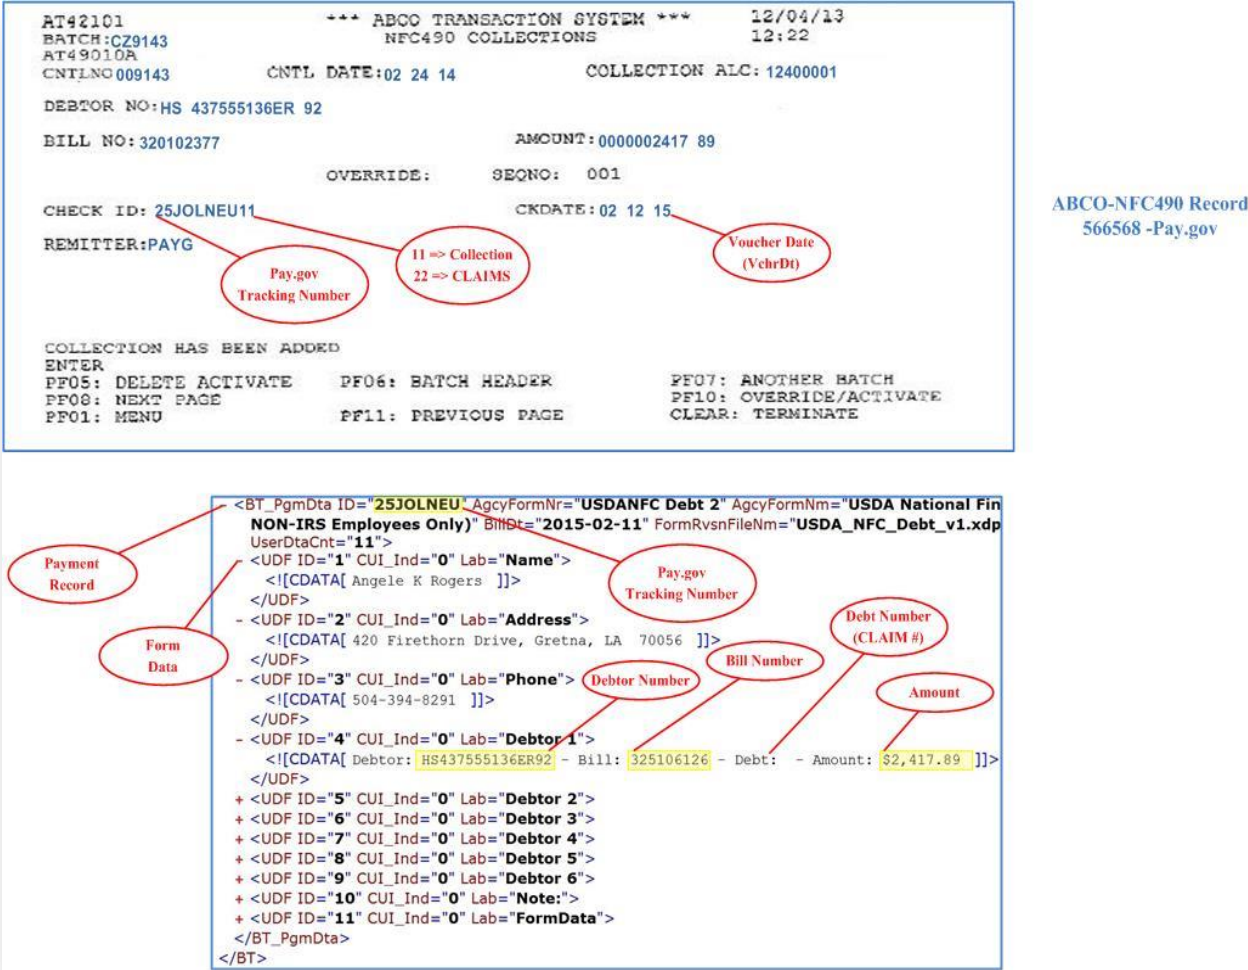 AT42101 *** ABCO TRANSACTION SYSTEM *** 12/04/13
BATCH:CZ9143 NFC490 COLLECTIONS 12:22
AT49010A
CNTLNO 009143 CNTL DATE:02 24 14 COLLECTION ALC: 12400001
DEBTOR NO:HS 437555136ER 92
BILL NO:320102377 AMOUNT:0000002417 89
OVERRIDE: SEQNO: 001
CHECK ID: 25JOLNEU11 CKDATE:02 12 15
REMITTER:PAYG
Pay.gov
Tracking Number
11 => Collection
22 => CLAIMS
Voucher Date
(VchrDt)
COLLECTION HAS BEEN ADDED
ENTER
PF05: DELETE ACTIVATE PF06: BATCH HEADER PF07: ANOTHER BATCH
PF08: NEXT PAGE PF10: OVERRIDE/ACTIVATE
PF01: MENU PF11: PREVIOUS PAGE CLEAR: TERMINATE
ABCO-NFC490 Record
566568 -Pay.gov
- <BT_PgmDta ID="25JOLNEU" AgcyFormNr="USDANFC Debt 2" AgcyFormNm="USDA National Fin
NON-IRS Employees Only)" BillDt="2015-02-11" FormRvsnFileNm="USDA_NFC_Debt_v1.xdp
UserDtaCnt="11">
- <UDF ID="1" CUI_Ind="0" Lab="Name">
<![CDATA[ Angele K Rogers ]]>
</UDF>
- <UDF ID="2" CUI_Ind="0" Lab="Address">
<![CDATA[ 420 Firethorn Drive, Gretna, LA 70056 ]]>
</UDF>
- <UDF ID="3" CUI_Ind="0" Lab="Phone">
<![CDATA[ 504-394-8291 ]]>
</UDF>
- <UDF ID="4" CUI_Ind="0" Lab="Debtor 1">
<![CDATA[ Debtor: HS437555136ER92 - Bill: 325106126 - Debt: - Amount: $2,417.89 ]]>
</UDF>
+ <UDF ID="5" CUI_Ind="0" Lab="Debtor 2">
+ <UDF ID="6" CUI_Ind="0" Lab="Debtor 3">
+ <UDF ID="7" CUI_Ind="0" Lab="Debtor 4">
+ <UDF ID="8" CUI_Ind="0" Lab="Debtor 5">
+ <UDF ID="9" CUI_Ind="0" Lab="Debtor 6">
+ <UDF ID="10" CUI_Ind="0" Lab="Note:">
+ <UDF ID="11" CUI_Ind="0" Lab="FormData">
</BT_PgmDta>
</BT>
Payment
Record
Form
Data
Pay.gov
Tracking Number
Debtor Number
Bill Number
Debt Number
(CLAIM #)
Amount